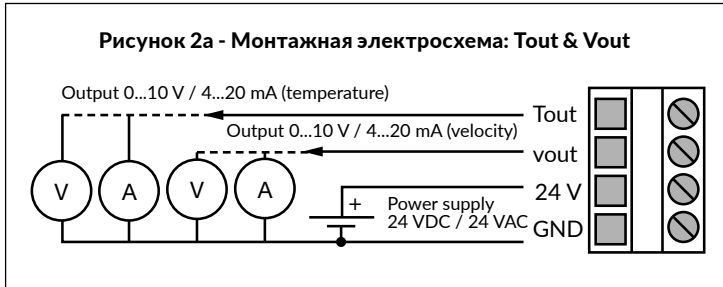 Рисунок 2a - Монтажная электросхема: Tout & Vout
Output 0...10 V / 4...20 mA (temperature)
Tout
Output 0...10 V / 4...20 mA (velocity)
vout
V
A
V
A
+
Power supply
24 VDC / 24 VAC
24 V
GND